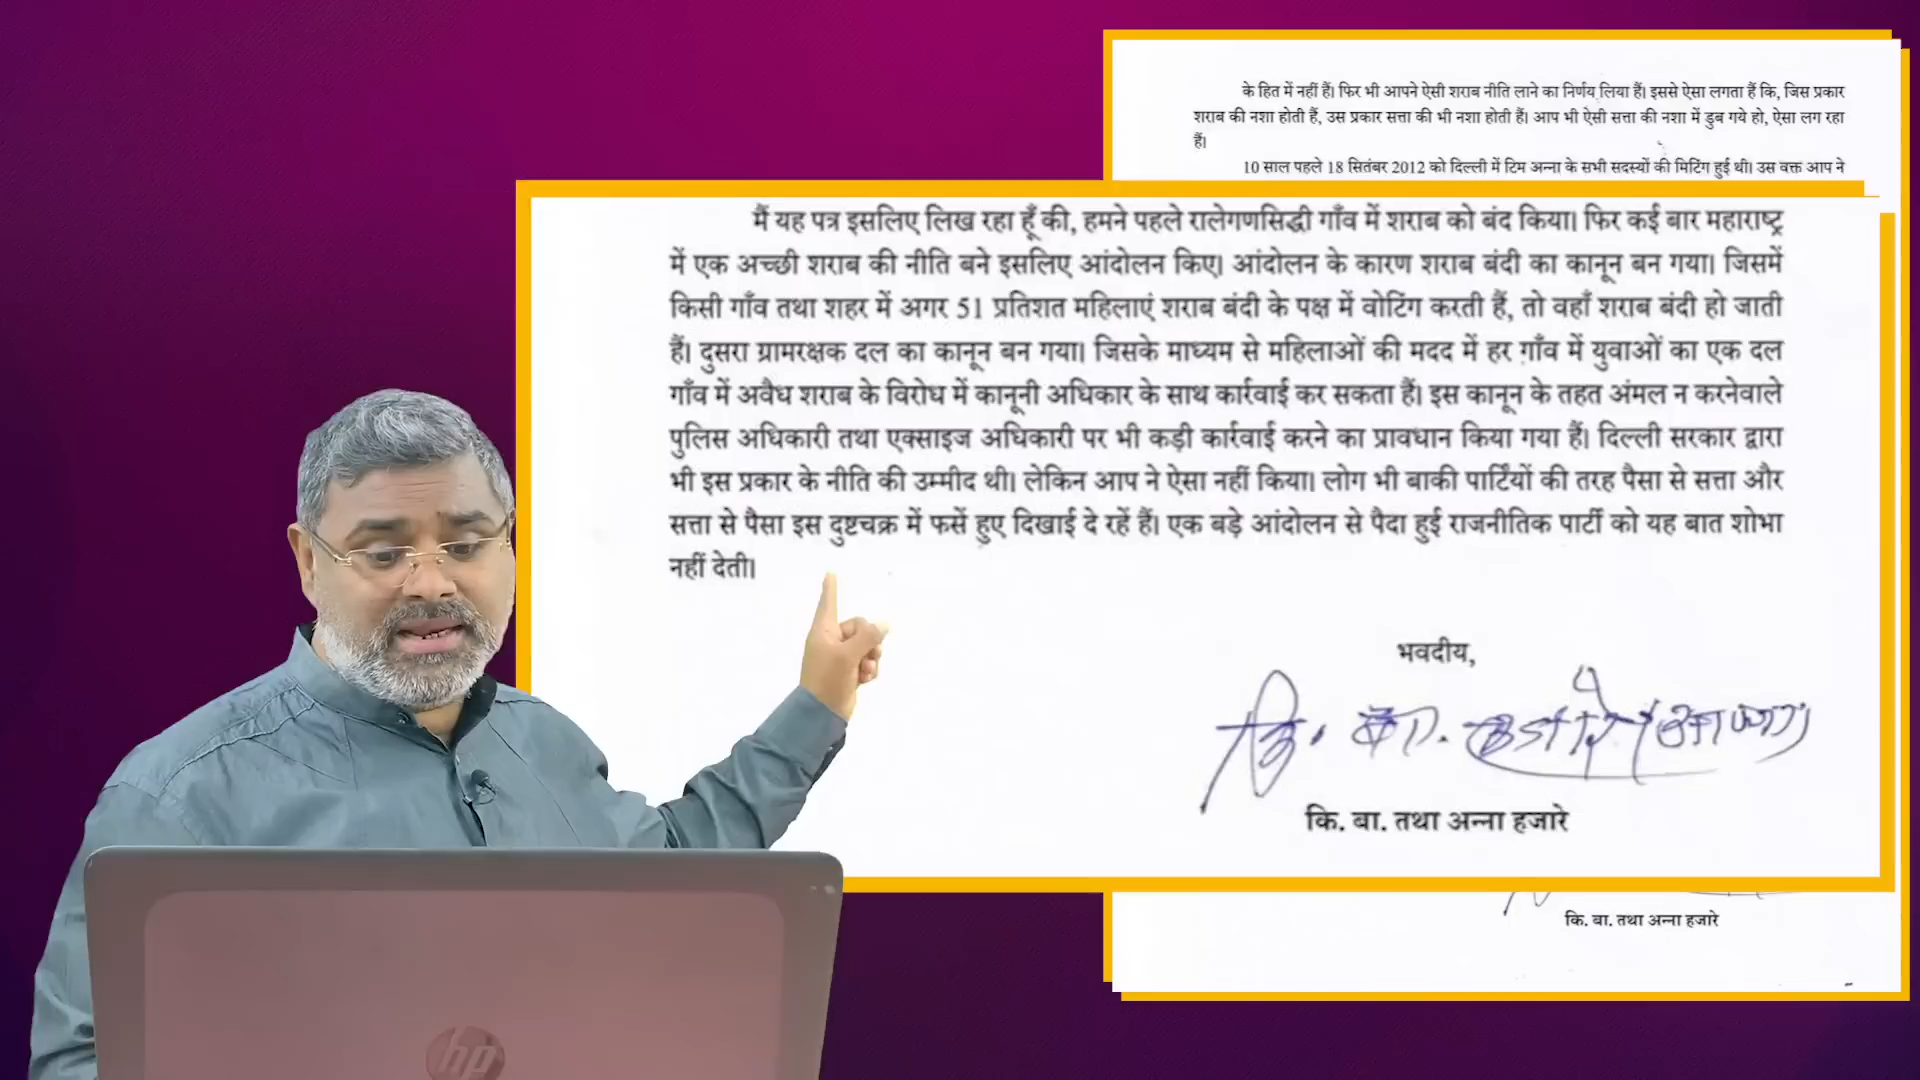 के हित में नहीं हैं। फिर भी आपने ऐसी शराब नीति लाने का निर्णय लिया हैं। इससे ऐसा लगता हैं कि, जिस प्रकार
शराब की नशा होती हैं, उस प्रकार सत्ता की भी नशा होती हैं। आप भी ऐसी सत्ता की नशा में डुब गये हो, ऐसा लग रहा
हैं।
10 साल पहले 18 सितंबर 2012 को दिल्ली में टिम अन्ना के सभी सदस्यों की मिटिंग हुई थी। उस वक्त आप ने
मैं यह पत्र इसलिए लिख रहा हूँ की, हमने पहले रालेगणसिद्धी गाँव में शराब को बंद किया। फिर कई बार महाराष्ट्र
में एक अच्छी शराब की नीति बने इसलिए आंदोलन किए। आंदोलन के कारण शराब बंदी का कानून बन गया। जिसमें
किसी गाँव तथा शहर में अगर 51 प्रतिशत महिलाएं शराब बंदी के पक्ष में वोटिंग करती हैं, तो वहाँ शराब बंदी हो जाती
हैं। दुसरा ग्रामरक्षक दल का कानून बन गया। जिसके माध्यम से महिलाओं की मदद में हर गाँव में युवाओं का एक दल
गाँव में अवैध शराब के विरोध में कानूनी अधिकार के साथ कार्रवाई कर सकता हैं। इस कानून के तहत अंमल न करनेवाले
पुलिस अधिकारी तथा एक्साइज अधिकारी पर भी कड़ी कार्रवाई करने का प्रावधान किया गया हैं। दिल्ली सरकार द्वारा
भी इस प्रकार के नीति की उम्मीद थी। लेकिन आप ने ऐसा नहीं किया। लोग भी बाकी पार्टियों की तरह पैसा से सत्ता और
सत्ता से पैसा इस दुष्टचक्र में फसें हुए दिखाई दे रहें हैं। एक बड़े आंदोलन से पैदा हुई राजनीतिक पार्टी को यह बात शोभा
नहीं देती।
भवदीय,
कि. बा. तथा अन्ना हजारे
कि. बा. तथा अन्ना हजारे
hp